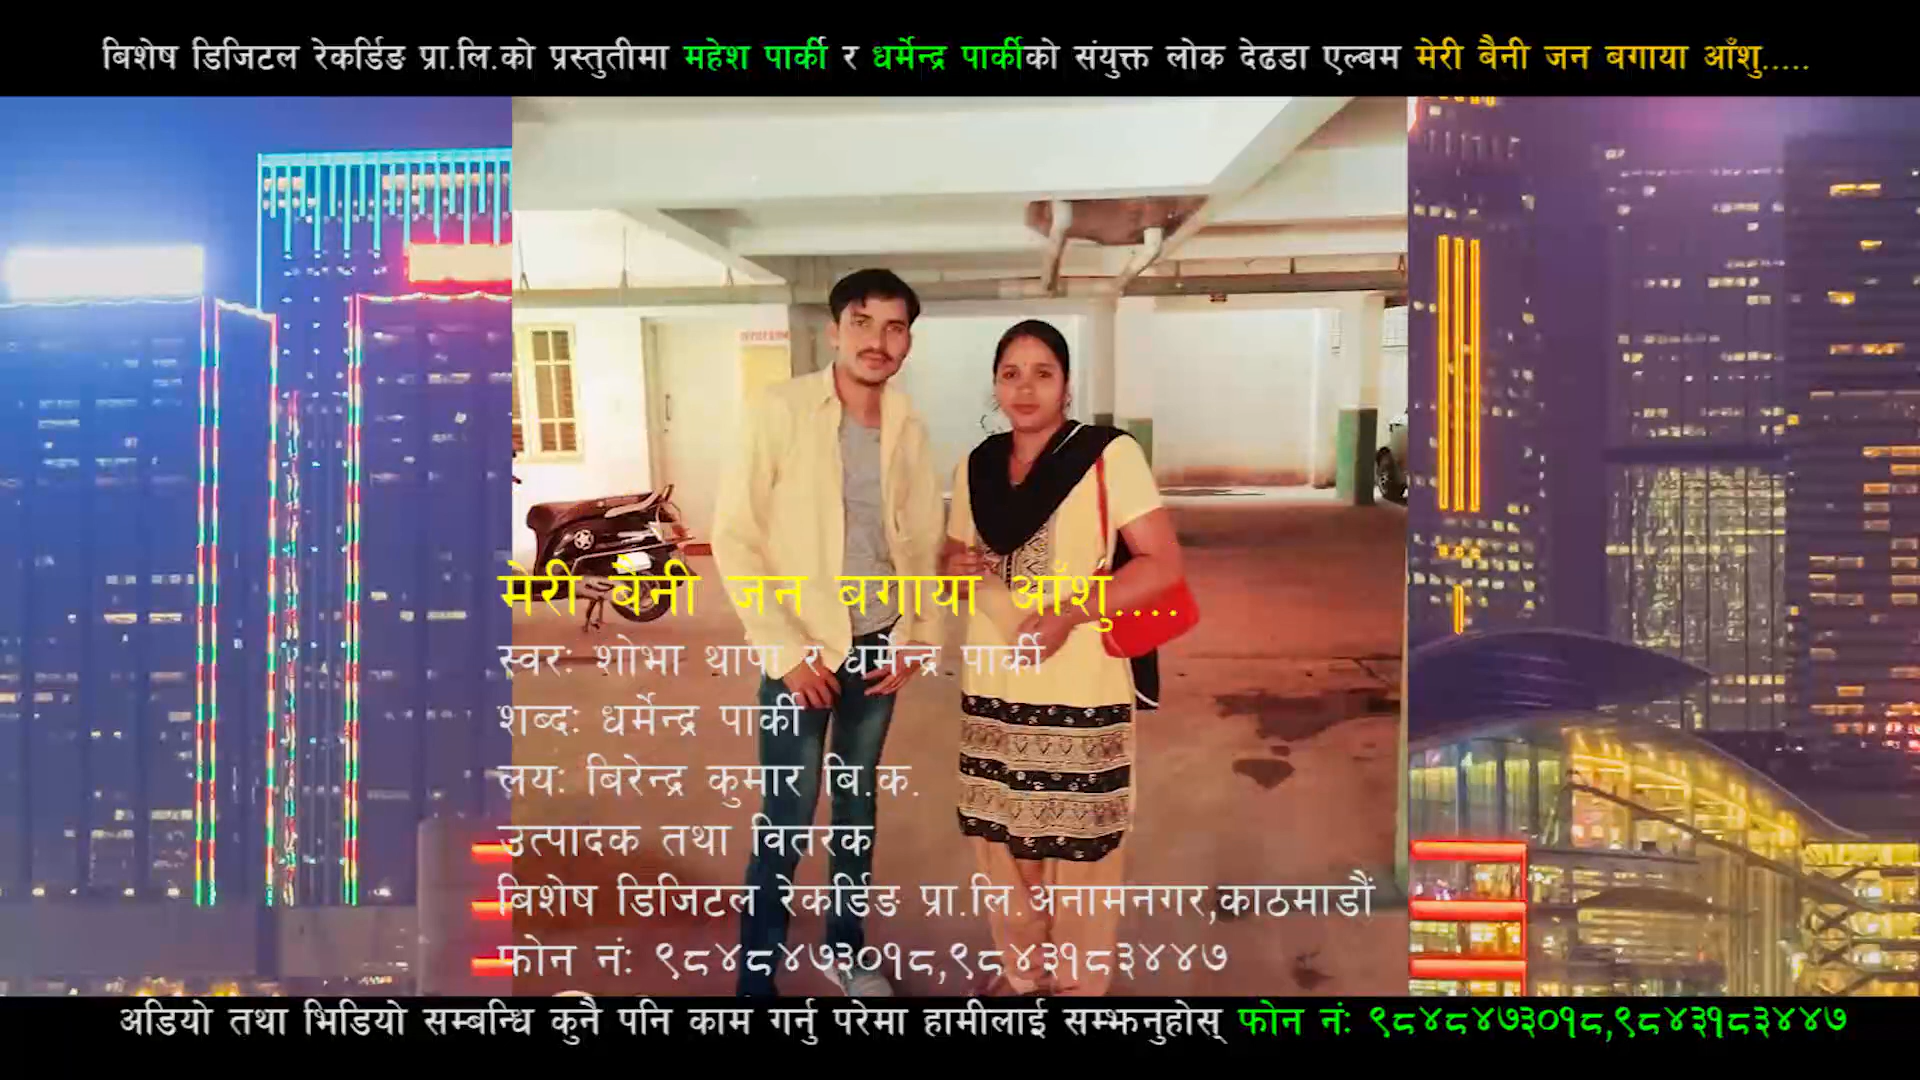 बिशेष डिजिटल रेकर्डिङ प्रा.लि.को प्रस्तुतीमा महेश पार्की र धर्मेन्द्र पार्कीको संयुक्त लोक देढडा एल्बम मेरी बैनी जन बगाया आँशु.....
मेरी बैनी जन बगाया आँशु....
स्वरः शोभा थापा र धर्मेन्द्र पार्की
शब्दः धर्मेन्द्र पार्की
लयः बिरेन्द्र कुमार बि.क.
उत्पादक तथा वितरक
बिशेष डिजिटल रेकर्डिङ प्रा.लि.अनामनगर,काठमाडौं
फोन नंः ९८४८४७३०१८,९८४३१८३४४७
अडियो तथा भिडियो सम्बन्धि कुनै पनि काम गर्नु परेमा हामीलाई सम्झनुहोस् फोन नंः ९८४८४७३०१८,९८४३१८३४४७